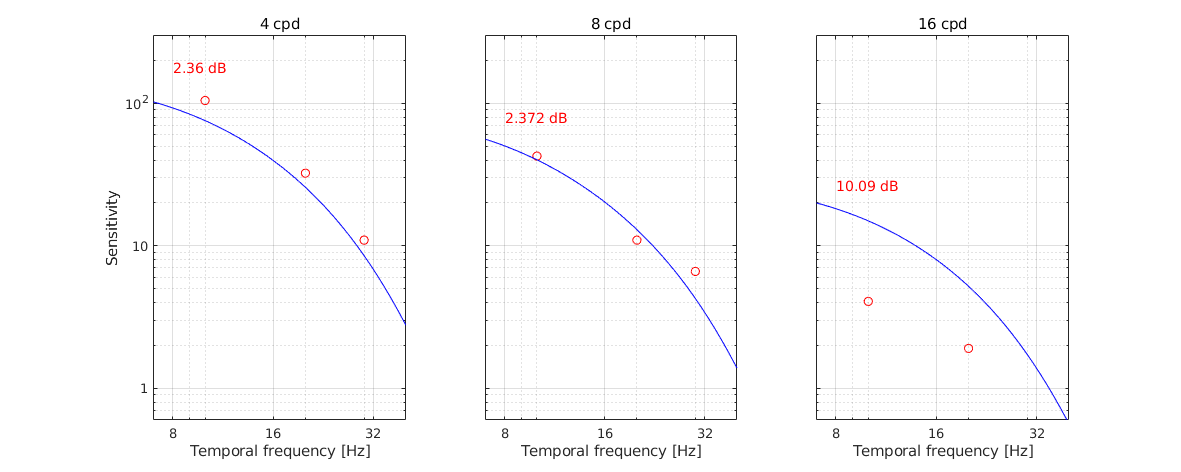 4 cpd
8 cpd
16 cpd
2.36 dB
2.372 dB
10.09 dB
10²
10
1
Sensitivity
8 16 32
8 16 32
8 16 32
Temporal frequency [Hz]
Temporal frequency [Hz]
Temporal frequency [Hz]